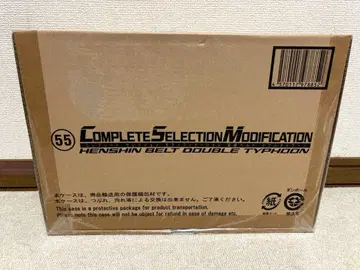 55
COMPLETE SELECTION MODIFICATION
HENSHIN BELT DOUBLE TYPHOON
本ケースは、商品輸送用の保護梱包材です。
本ケースは、つぶれ、汚れ等による交換は出来ません。ご了承ください。
This case is a protective package for product transportation.
Please note this case will not be object for refund in case of damage, etc.
ダンボール
紙